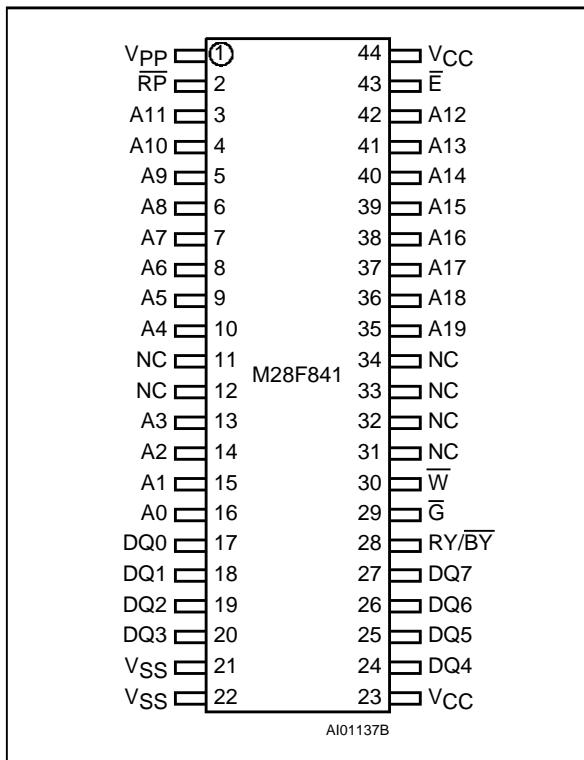 VPP 1 44 VCC
R̅P̅ 2 43 E̅
A11 3 42 A12
A10 4 41 A13
A9 5 40 A14
A8 6 39 A15
A7 7 38 A16
A6 8 37 A17
A5 9 36 A18
A4 10 35 A19
NC 11 34 NC
M28F841
NC 12 33 NC
A3 13 32 NC
A2 14 31 NC
A1 15 30 W̅
A0 16 29 G̅
DQ0 17 28 RY/B̅Y̅
DQ1 18 27 DQ7
DQ2 19 26 DQ6
DQ3 20 25 DQ5
VSS 21 24 DQ4
VSS 22 23 VCC
AI01137B